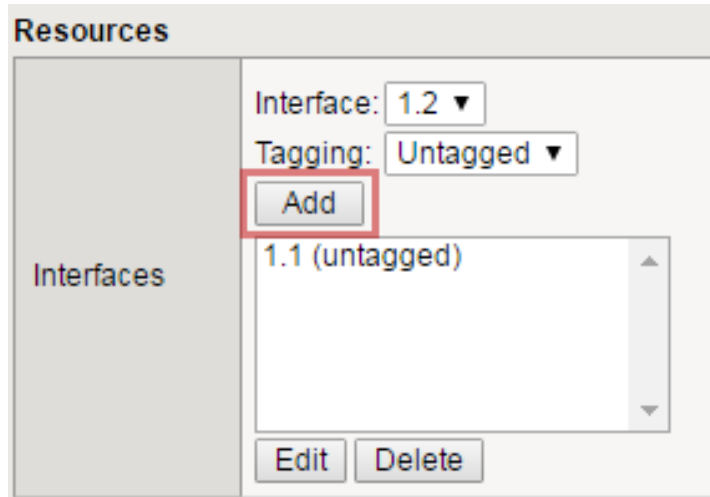 Resources
Interface: 1.2
Tagging: Untagged
Add
1.1 (untagged)
Interfaces
Edit Delete